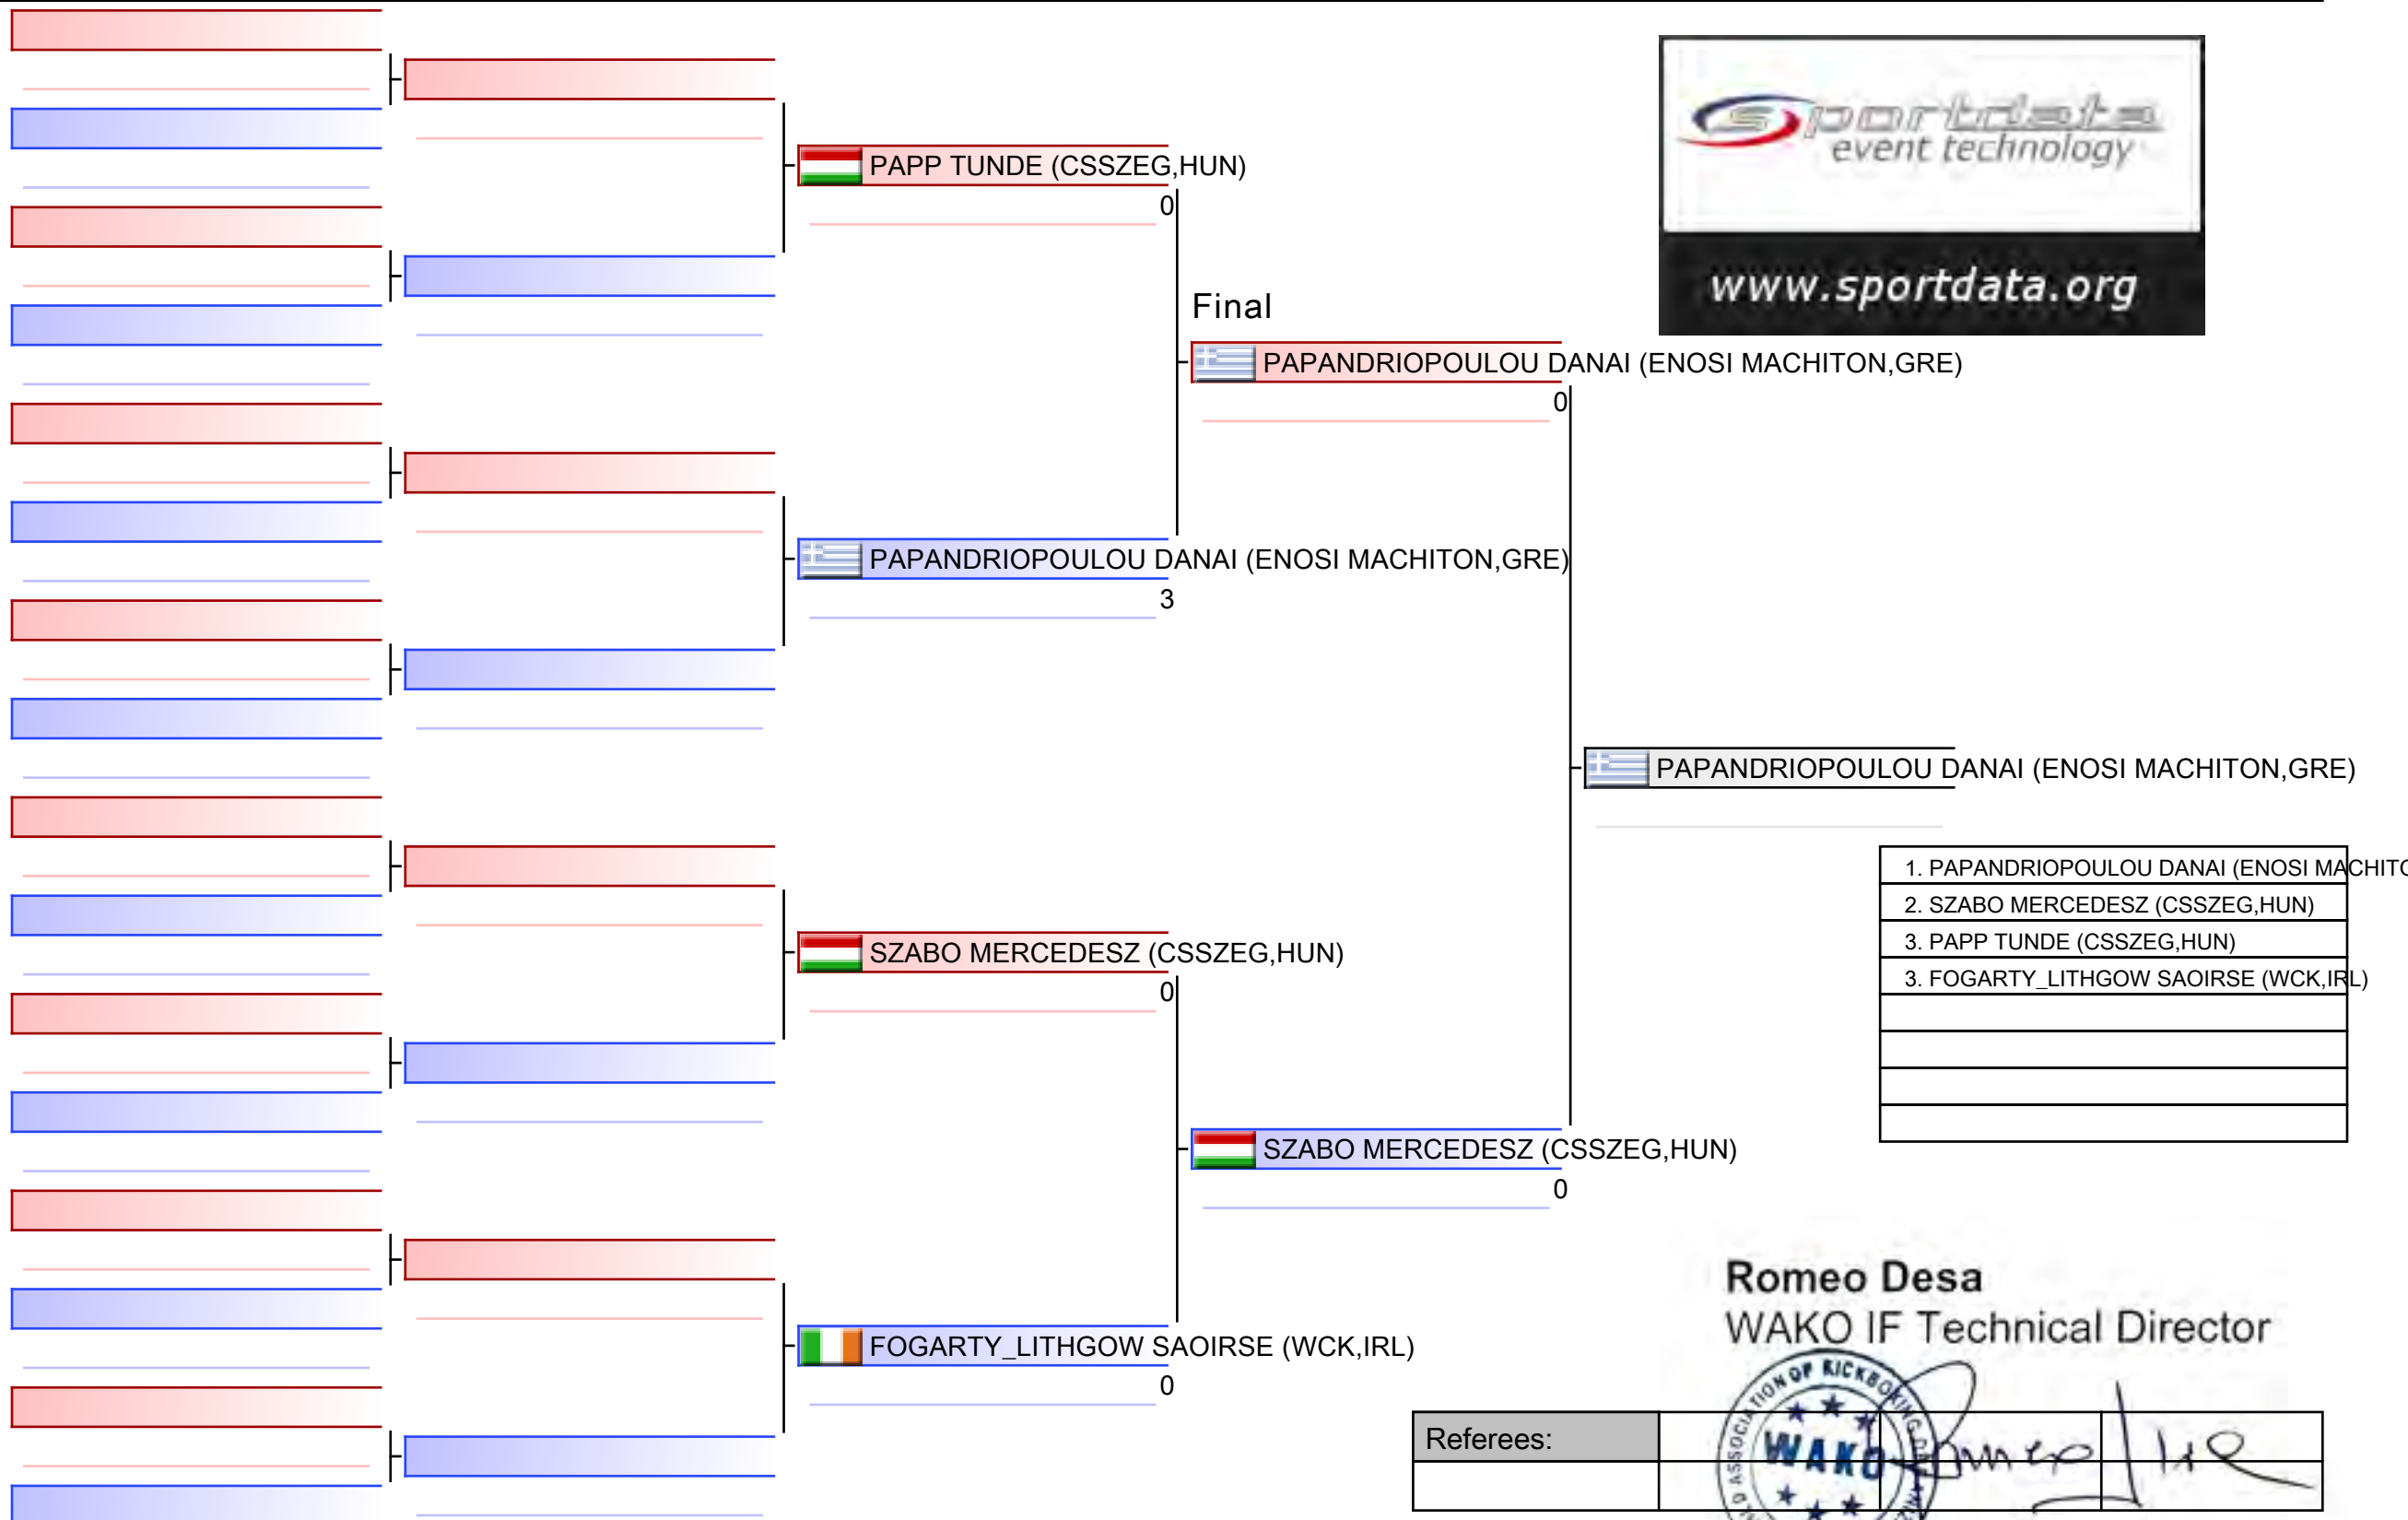 sportdata
event technology
www.sportdata.org
PAPP TUNDE (CSSZEG,HUN)
0
Final
PAPANDRIOPOULOU DANAI (ENOSI MACHITON,GRE)
0
PAPANDRIOPOULOU DANAI (ENOSI MACHITON,GRE)
3
PAPANDRIOPOULOU DANAI (ENOSI MACHITON,GRE)
1. PAPANDRIOPOULOU DANAI (ENOSI MACHITO
2. SZABO MERCEDESZ (CSSZEG,HUN)
3. PAPP TUNDE (CSSZEG,HUN)
3. FOGARTY_LITHGOW SAOIRSE (WCK,IRL)
SZABO MERCEDESZ (CSSZEG,HUN)
0
SZABO MERCEDESZ (CSSZEG,HUN)
0
FOGARTY_LITHGOW SAOIRSE (WCK,IRL)
0
Romeo Desa
WAKO IF Technical Director
Referees:
ASSOCIATION OF KICKBOXING
WAKO